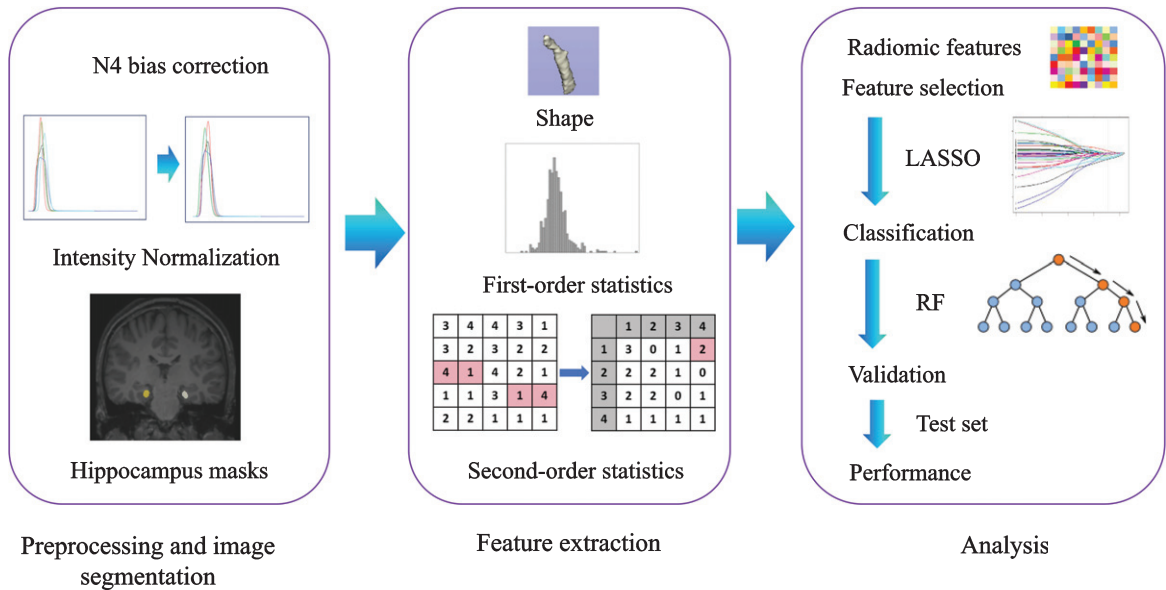 N4 bias correction
Intensity Normalization
Hippocampus masks
Preprocessing and image
segmentation
Shape
First-order statistics
3 4 4 3 1
3 2 3 2 2
4 1 4 2 1
1 1 3 1 4
2 2 1 1 1
1 2 3 4
1 3 0 1 2
2 2 2 1 0
3 2 2 0 1
4 1 1 1 1
Second-order statistics
Feature extraction
Radiomic features
Feature selection
LASSO
Classification
RF
Validation
Test set
Performance
Analysis